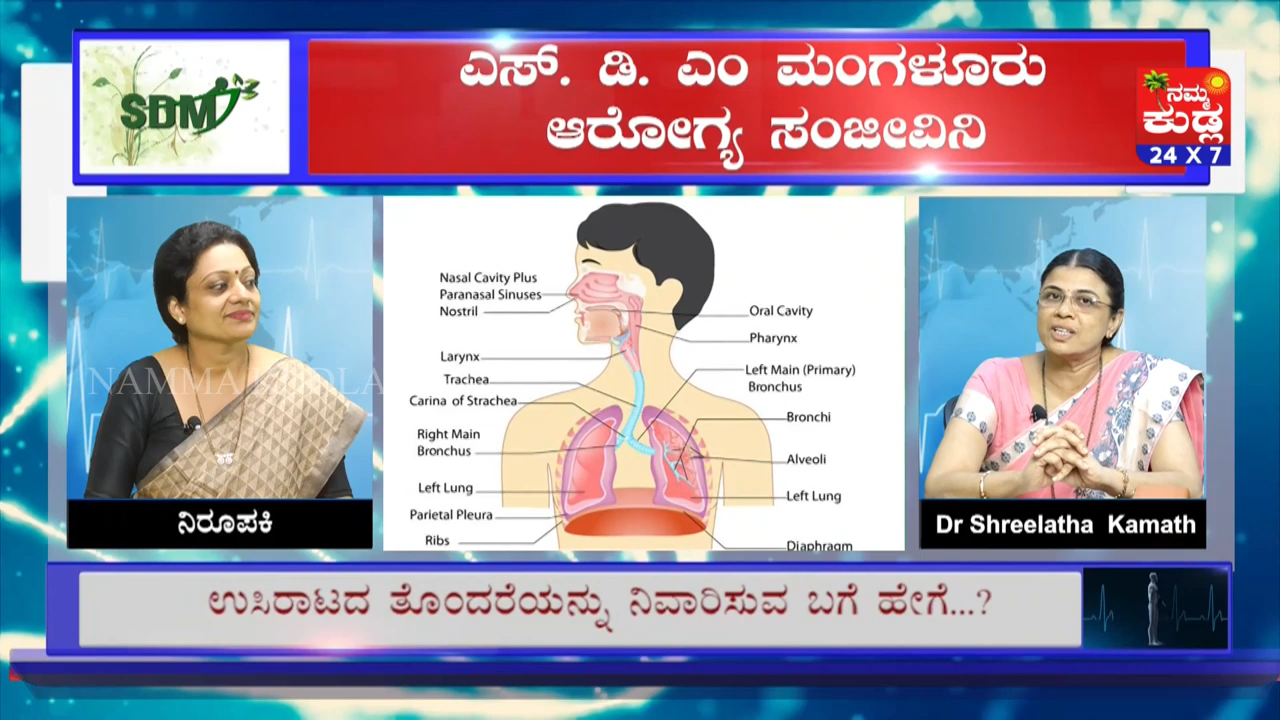 SDM
ಎಸ್. ಡಿ. ಎಂ ಮಂಗಳೂರು
ಆರೋಗ್ಯ ಸಂಜೀವಿನಿ
ನಮ್ಮ
ಕುಡ್ಲ
24 X 7
Nasal Cavity Plus
Paranasal Sinuses
Nostril
Larynx
Trachea
Carina of Strachea
Right Main
Bronchus
Left Lung
Parietal Pleura
Ribs
Oral Cavity
Pharynx
Left Main (Primary)
Bronchus
Bronchi
Alveoli
Left Lung
Diaphragm
NAMMA KUDLA
ನಿರೂಪಕಿ
Dr Shreelatha Kamath
ಉಸಿರಾಟದ ತೊಂದರೆಯನ್ನು ನಿವಾರಿಸುವ ಬಗೆ ಹೇಗೆ...?